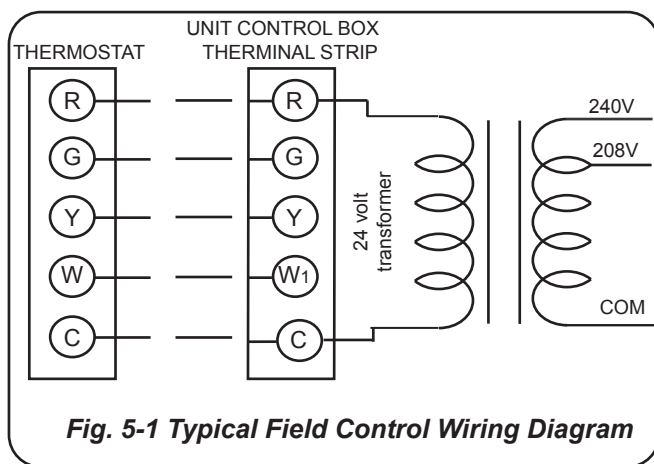 UNIT CONTROL BOX
THERMOSTAT
THERMINAL STRIP
R
R
240V
G
G
208V
Y
Y
24 volt
transformer
W
W1
COM
C
C
Fig. 5-1 Typical Field Control Wiring Diagram